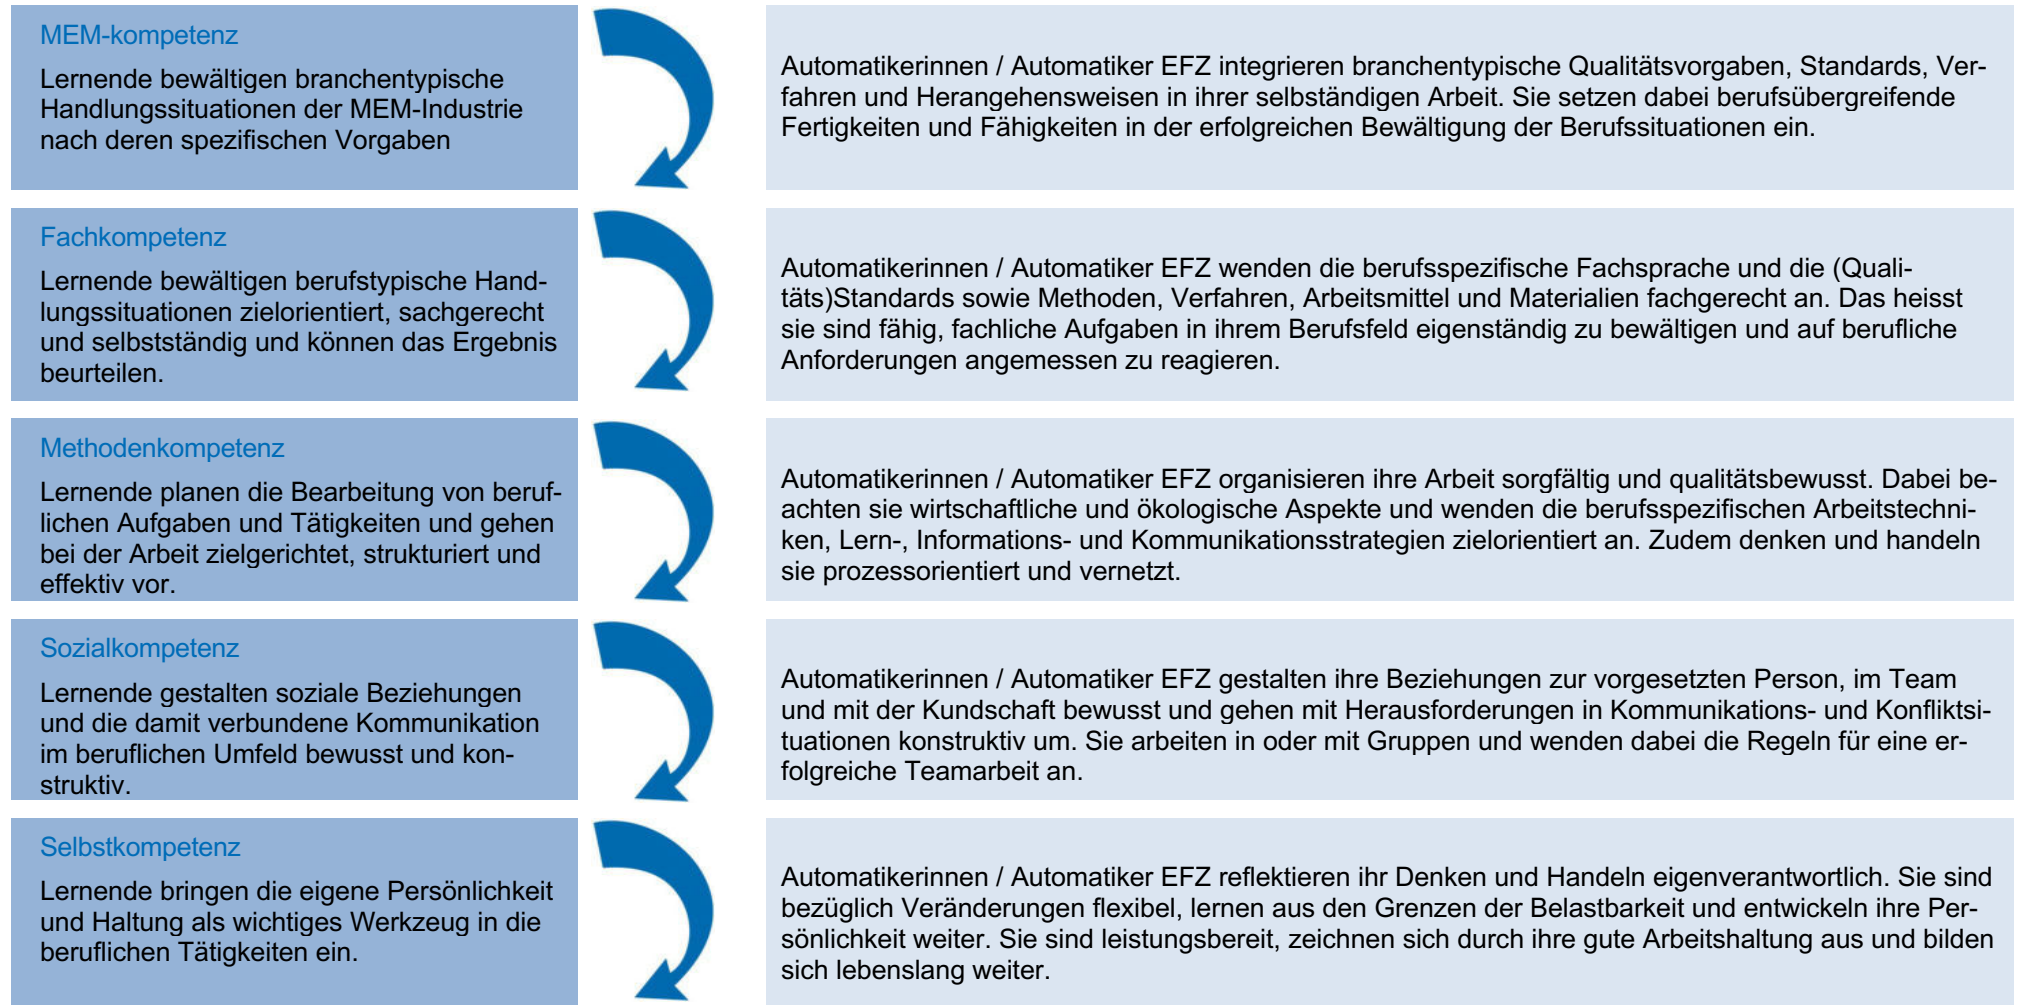 MEM-kompetenz
Lernende bewältigen branchentypische
Handlungssituationen der MEM-Industrie
nach deren spezifischen Vorgaben
Automatikerinnen / Automatiker EFZ integrieren branchentypische Qualitätsvorgaben, Standards, Ver-
fahren und Herangehensweisen in ihrer selbständigen Arbeit. Sie setzen dabei berufsübergreifende
Fertigkeiten und Fähigkeiten in der erfolgreichen Bewältigung der Berufssituationen ein.
Fachkompetenz
Lernende bewältigen berufstypische Hand-
lungssituationen zielorientiert, sachgerecht
und selbstständig und können das Ergebnis
beurteilen.
Automatikerinnen / Automatiker EFZ wenden die berufsspezifische Fachsprache und die (Quali-
täts)Standards sowie Methoden, Verfahren, Arbeitsmittel und Materialien fachgerecht an. Das heisst
sie sind fähig, fachliche Aufgaben in ihrem Berufsfeld eigenständig zu bewältigen und auf berufliche
Anforderungen angemessen zu reagieren.
Methodenkompetenz
Lernende planen die Bearbeitung von beruf-
lichen Aufgaben und Tätigkeiten und gehen
bei der Arbeit zielgerichtet, strukturiert und
effektiv vor.
Automatikerinnen / Automatiker EFZ organisieren ihre Arbeit sorgfältig und qualitätsbewusst. Dabei be-
achten sie wirtschaftliche und ökologische Aspekte und wenden die berufsspezifischen Arbeitstechni-
ken, Lern-, Informations- und Kommunikationsstrategien zielorientiert an. Zudem denken und handeln
sie prozessorientiert und vernetzt.
Sozialkompetenz
Lernende gestalten soziale Beziehungen
und die damit verbundene Kommunikation
im beruflichen Umfeld bewusst und kon-
struktiv.
Automatikerinnen / Automatiker EFZ gestalten ihre Beziehungen zur vorgesetzten Person, im Team
und mit der Kundschaft bewusst und gehen mit Herausforderungen in Kommunikations- und Konfliktsi-
tuationen konstruktiv um. Sie arbeiten in oder mit Gruppen und wenden dabei die Regeln für eine er-
folgreiche Teamarbeit an.
Selbstkompetenz
Lernende bringen die eigene Persönlichkeit
und Haltung als wichtiges Werkzeug in die
beruflichen Tätigkeiten ein.
Automatikerinnen / Automatiker EFZ reflektieren ihr Denken und Handeln eigenverantwortlich. Sie sind
bezüglich Veränderungen flexibel, lernen aus den Grenzen der Belastbarkeit und entwickeln ihre Per-
sönlichkeit weiter. Sie sind leistungsbereit, zeichnen sich durch ihre gute Arbeitshaltung aus und bilden
sich lebenslang weiter.